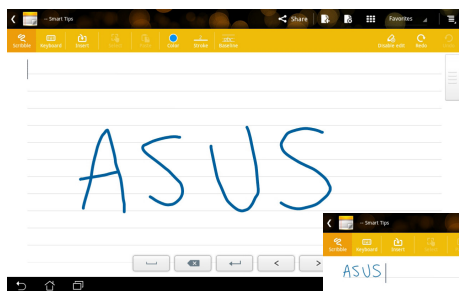 -- Smart Tips
Share
Favorites
Scribble Keyboard Insert Color Stroke Baseline Disable edit Redo
ASUS
-- Smart Tips
Scribble Keyboard Insert
ASUS